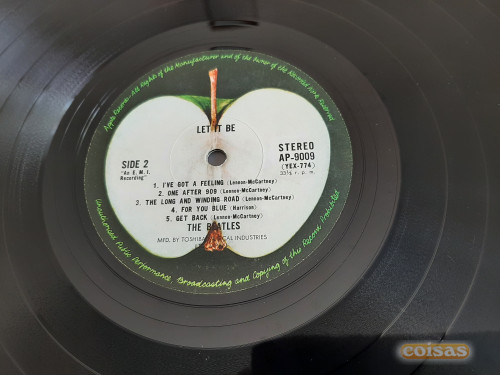 Apple Records. All Rights of the Manufacturer and of the Owner of the Recorded Work Reserved
LET IT BE
SIDE 2
"An E.M.I.
Recording"
STEREO
AP-9009
(YEX-774)
33⅓ r.p.m.
1. I'VE GOT A FEELING (Lennon-McCartney)
2. ONE AFTER 909 (Lennon-McCartney)
3. THE LONG AND WINDING ROAD (Lennon-McCartney)
4. FOR YOU BLUE (Harrison)
5. GET BACK (Lennon-McCartney)
THE BEATLES
MFD. BY TOSHIBA MUSICAL INDUSTRIES
Unauthorised Public Performance, Broadcasting and Copying of this Record Prohibited
coisas